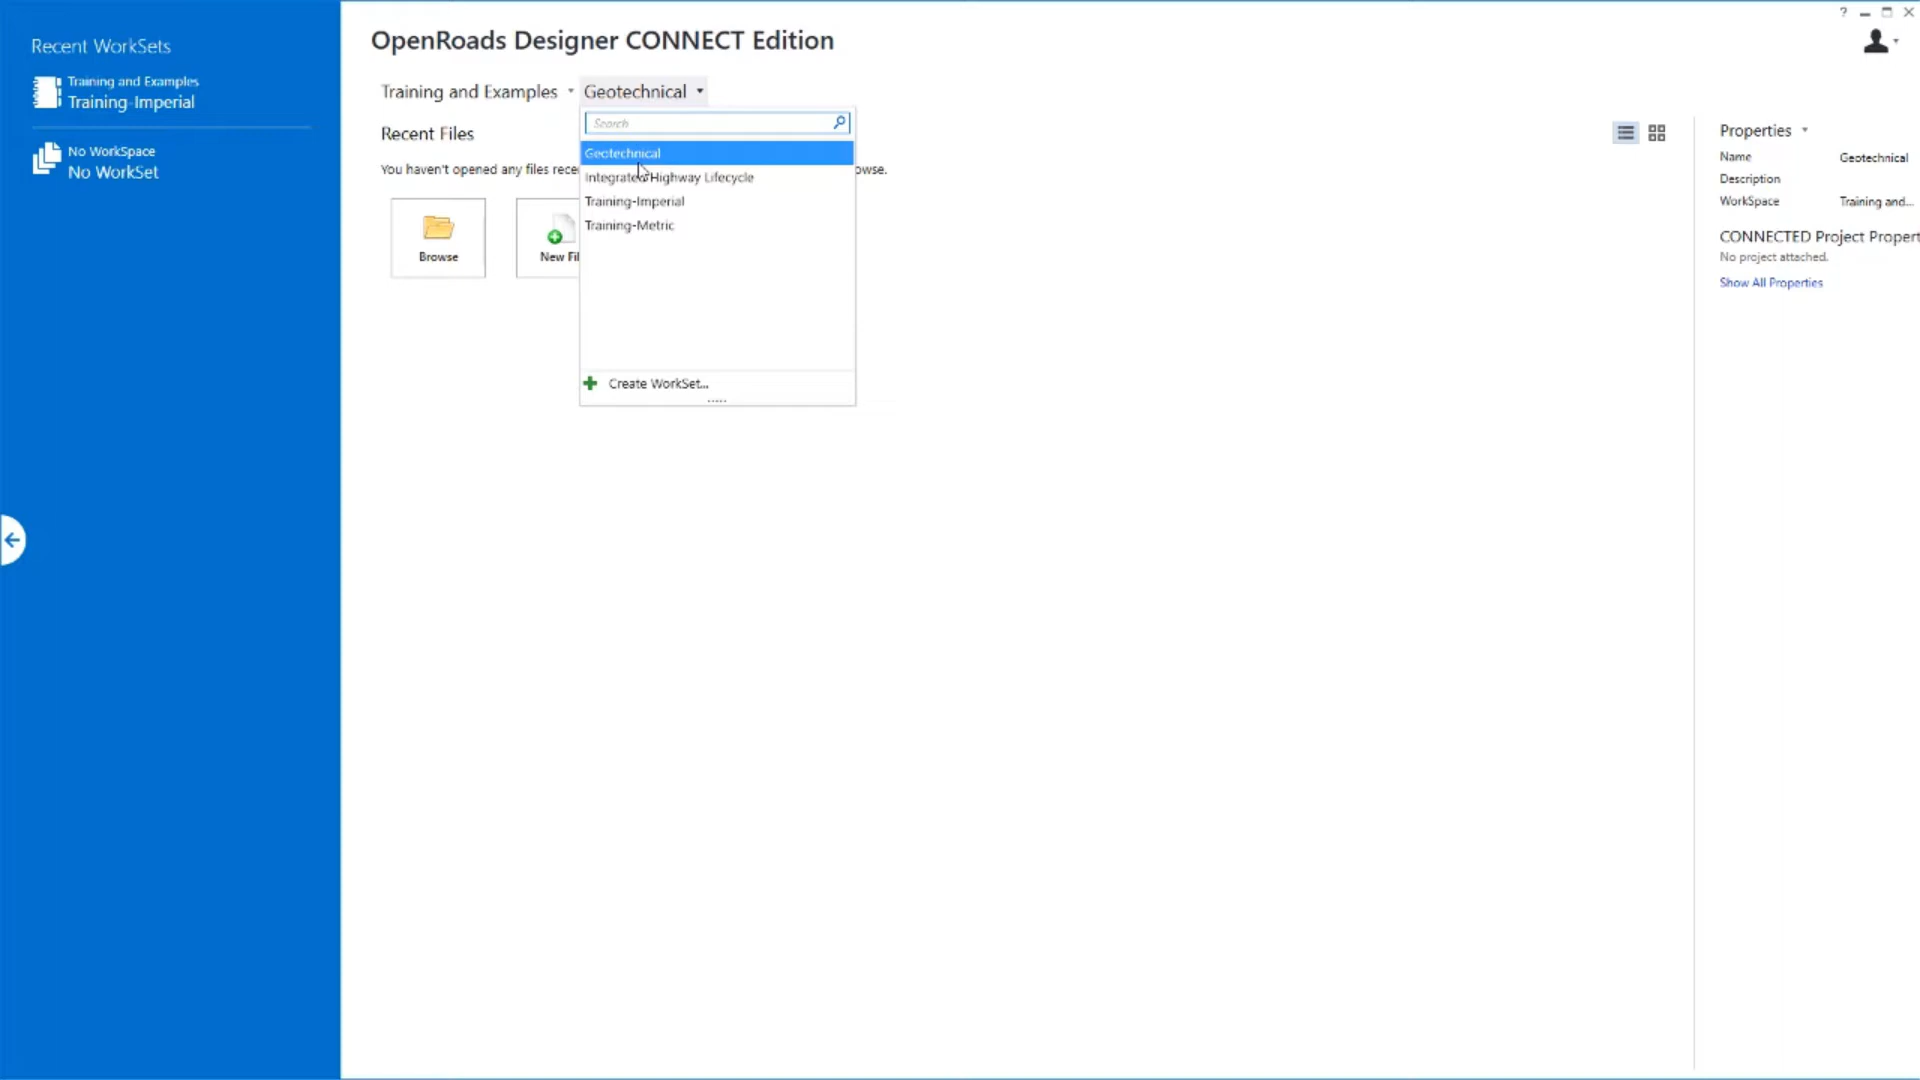 Recent WorkSets
Training and Examples
Training-Imperial
No WorkSpace
No WorkSet
OpenRoads Designer CONNECT Edition
?
Training and Examples
Geotechnical
Search
Recent Files
You haven't opened any files rece
owse.
Browse
New Fil
Geotechnical
Integrated Highway Lifecycle
Training-Imperial
Training-Metric
Create WorkSet...
Properties
Name Geotechnical
Description
WorkSpace Training and...
CONNECTED Project Propert
No project attached.
Show All Properties